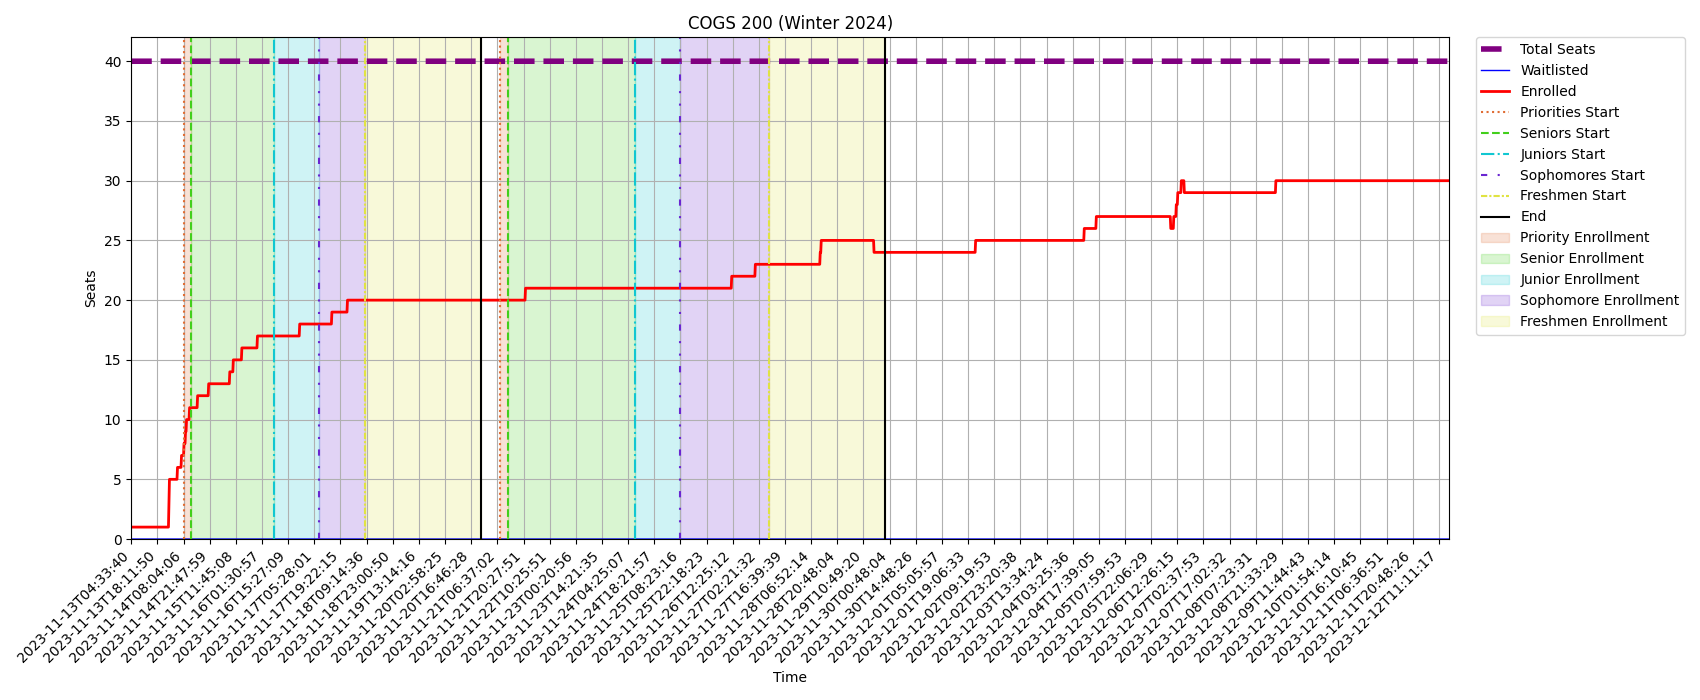 COGS 200 (Winter 2024)
Seats
40
35
30
25
20
15
10
5
0
2023-11-13T04:33:40
2023-11-13T18:11:50
2023-11-14T08:04:06
2023-11-14T21:47:59
2023-11-15T11:45:08
2023-11-16T01:30:57
2023-11-16T15:27:09
2023-11-17T05:28:01
2023-11-17T19:22:15
2023-11-18T09:14:36
2023-11-18T23:00:50
2023-11-19T13:14:16
2023-11-20T02:58:25
2023-11-20T16:46:28
2023-11-21T06:37:02
2023-11-21T20:27:51
2023-11-22T10:25:51
2023-11-23T00:20:56
2023-11-23T14:21:35
2023-11-24T04:25:07
2023-11-24T18:21:57
2023-11-25T08:23:16
2023-11-25T22:18:23
2023-11-26T12:25:12
2023-11-27T02:21:32
2023-11-27T16:39:39
2023-11-28T06:52:14
2023-11-28T20:48:04
2023-11-29T10:49:20
2023-11-30T00:48:04
2023-11-30T14:48:26
2023-12-01T05:05:57
2023-12-01T19:06:33
2023-12-02T09:19:53
2023-12-02T23:20:38
2023-12-03T13:34:24
2023-12-04T03:25:36
2023-12-04T17:39:05
2023-12-05T07:59:53
2023-12-05T22:06:29
2023-12-06T12:26:15
2023-12-07T02:37:53
2023-12-07T17:02:32
2023-12-08T07:23:31
2023-12-08T21:33:29
2023-12-09T11:44:43
2023-12-10T01:54:14
2023-12-10T16:10:45
2023-12-11T06:36:51
2023-12-11T20:48:26
2023-12-12T11:11:17
Time
Total Seats
Waitlisted
Enrolled
Priorities Start
Seniors Start
Juniors Start
Sophomores Start
Freshmen Start
End
Priority Enrollment
Senior Enrollment
Junior Enrollment
Sophomore Enrollment
Freshmen Enrollment